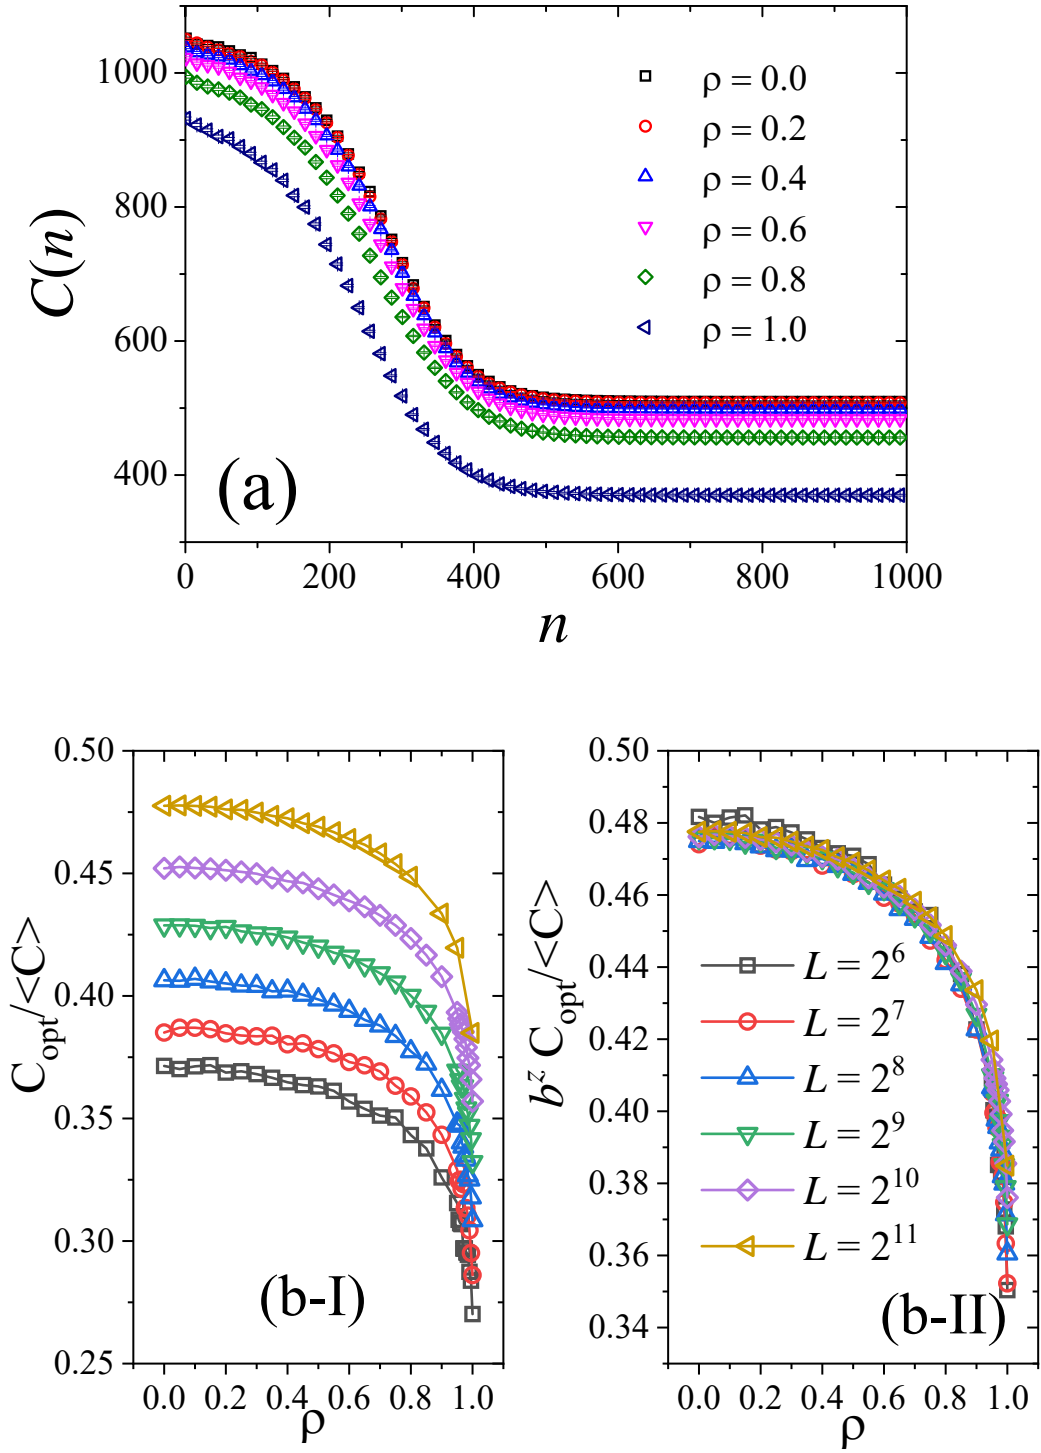 1000
800
600
400
C(n)
ρ = 0.0
ρ = 0.2
ρ = 0.4
ρ = 0.6
ρ = 0.8
ρ = 1.0
(a)
0 200 400 600 800 1000
n
0.50
0.45
0.40
0.35
0.30
0.25
C_opt/<C>
(b-I)
0.0 0.2 0.4 0.6 0.8 1.0
ρ
0.50
0.48
0.46
0.44
0.42
0.40
0.38
0.36
0.34
b^z C_opt/<C>
L = 2^6
L = 2^7
L = 2^8
L = 2^9
L = 2^10
L = 2^11
(b-II)
0.0 0.2 0.4 0.6 0.8 1.0
ρ